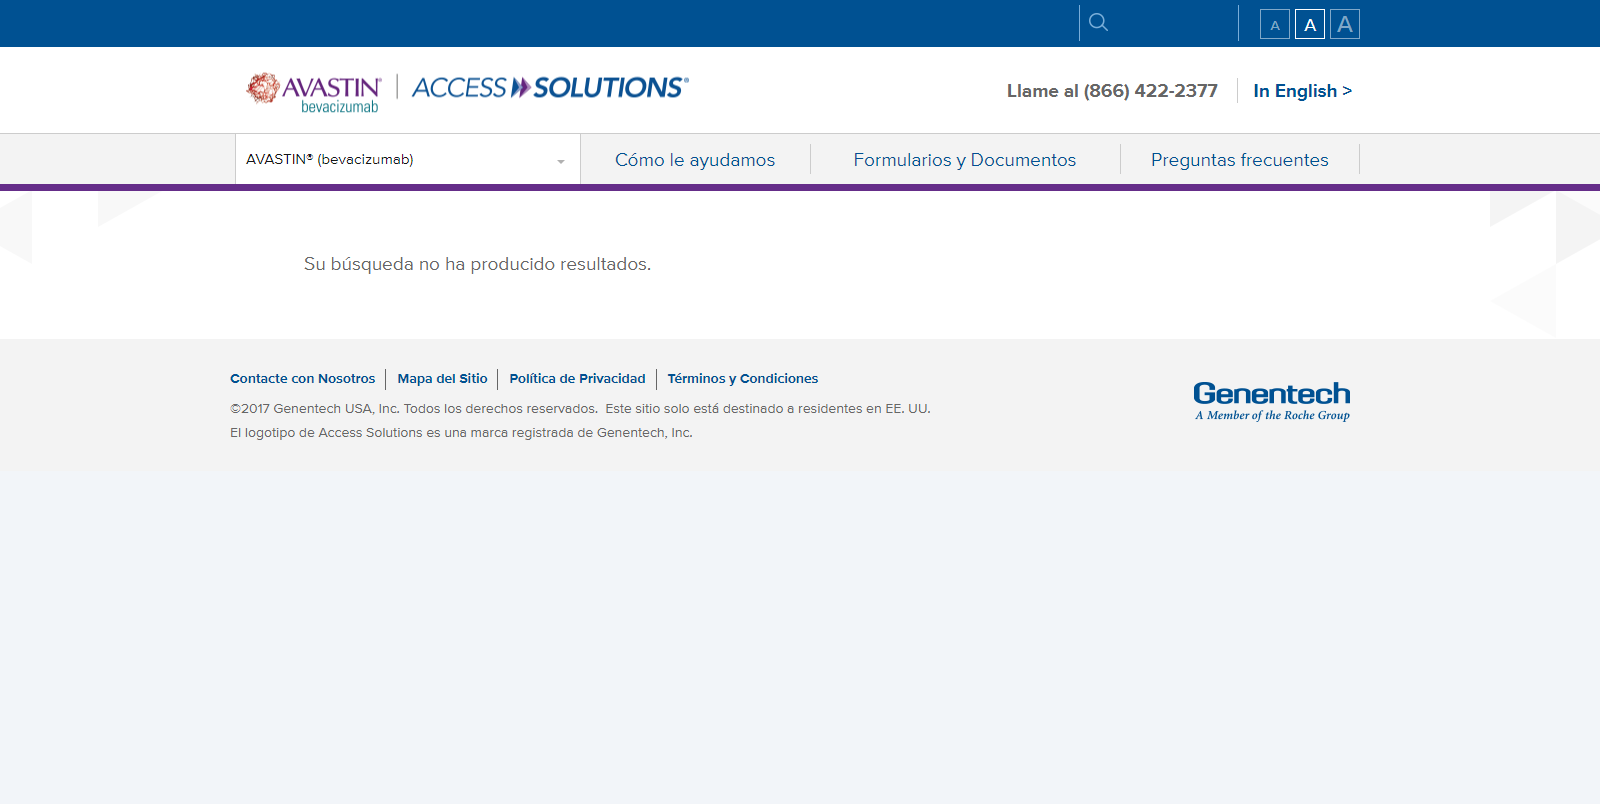 A A A
AVASTIN® | ACCESS SOLUTIONS®
bevacizumab
Llame al (866) 422-2377 In English >
AVASTIN® (bevacizumab) Cómo le ayudamos Formularios y Documentos Preguntas frecuentes
Su búsqueda no ha producido resultados.
Contacte con Nosotros Mapa del Sitio Política de Privacidad Términos y Condiciones
©2017 Genentech USA, Inc. Todos los derechos reservados. Este sitio solo está destinado a residentes en EE. UU.
El logotipo de Access Solutions es una marca registrada de Genentech, Inc.
Genentech
A Member of the Roche Group